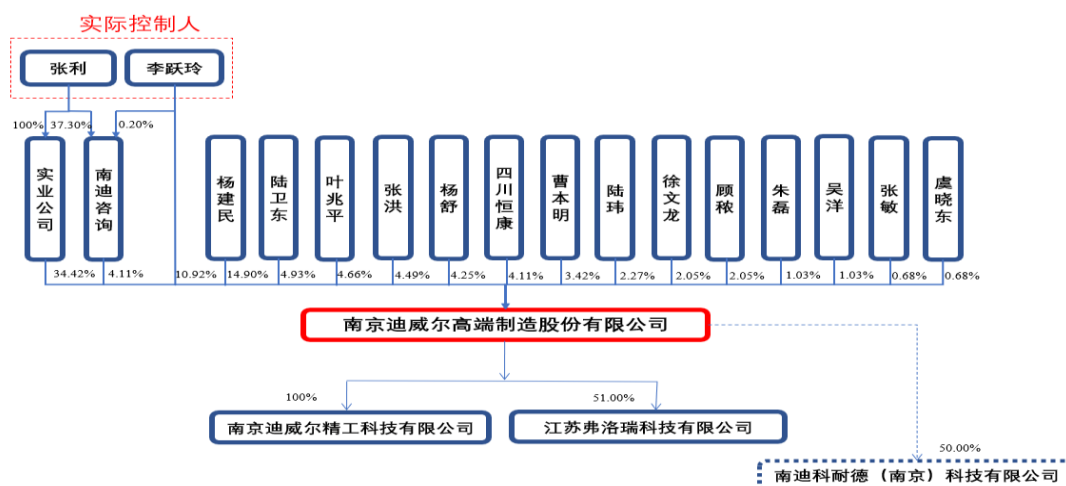 实际控制人
张利
李跃玲
100%
37.30%
0.20%
实业公司
南迪咨询
杨建民
陆卫东
叶兆平
张洪
杨舒
四川恒康
曹本明
陆玮
徐文龙
顾秾
朱磊
吴洋
张敏
虞晓东
34.42%
4.11%
10.92%
14.90%
4.93%
4.66%
4.49%
4.25%
4.11%
3.42%
2.27%
2.05%
2.05%
1.03%
1.03%
0.68%
0.68%
南京迪威尔高端制造股份有限公司
100%
51.00%
南京迪威尔精工科技有限公司
江苏弗洛瑞科技有限公司
50.00%
南迪科耐德（南京）科技有限公司